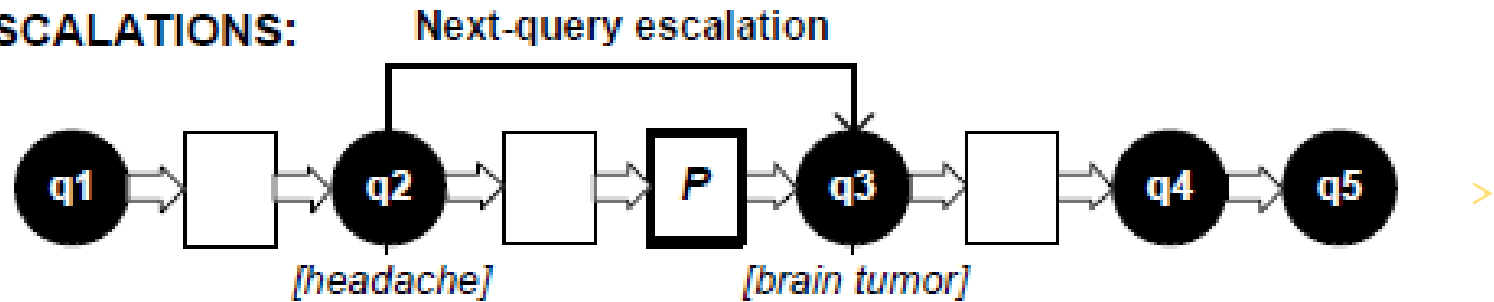 SCALATIONS:
Next-query escalation
q1
q2
P
q3
q4
q5
>
[headache]
[brain tumor]